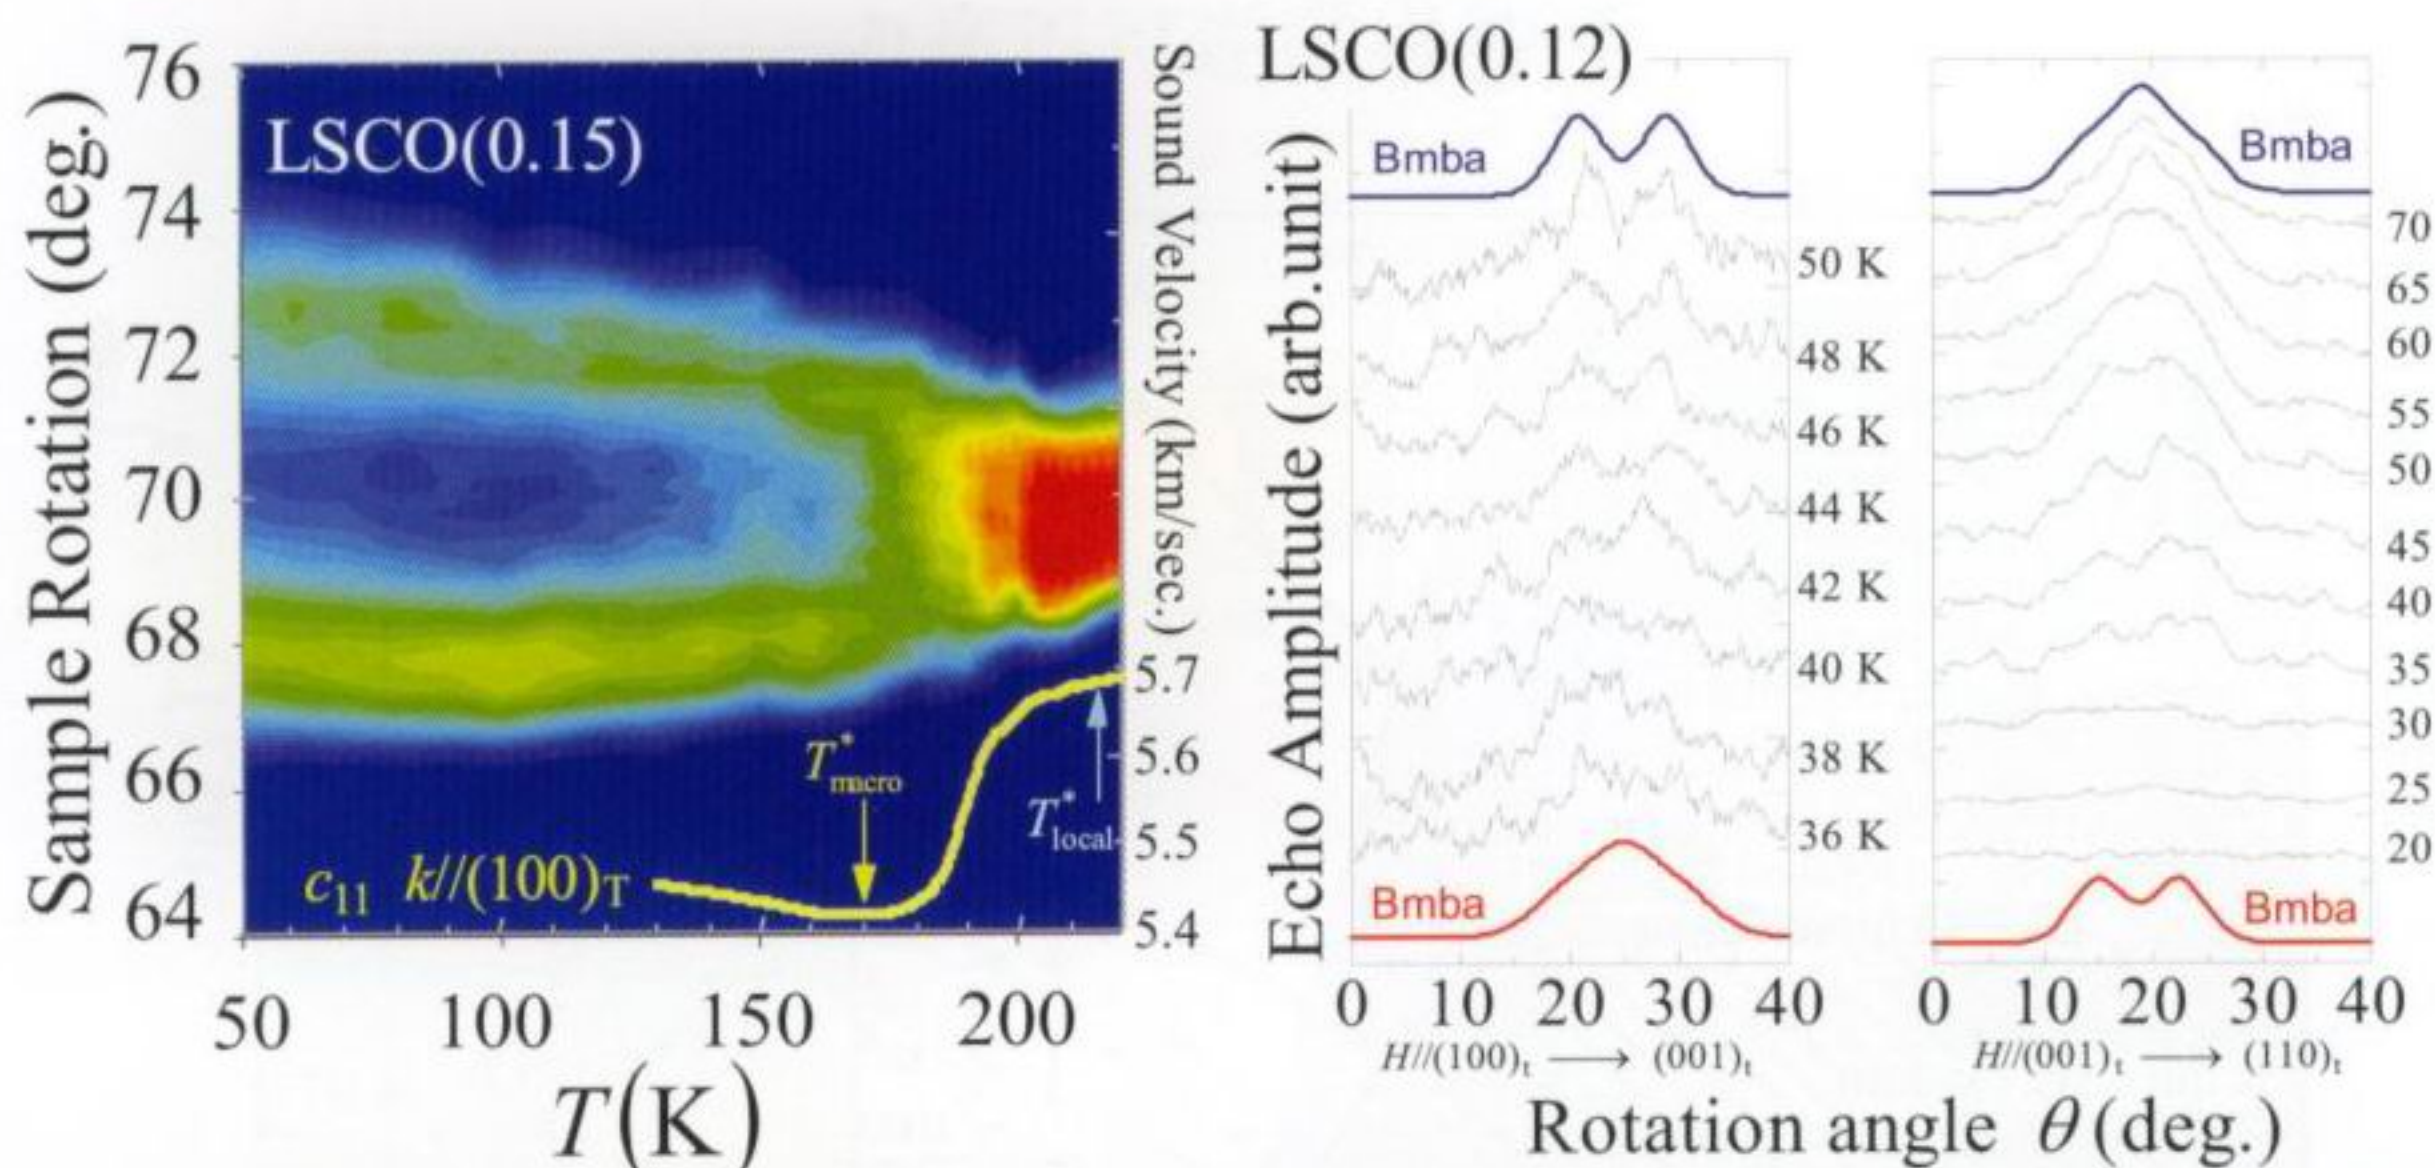 LSCO(0.15)
Sample Rotation (deg.)
76
74
72
70
68
66
64
Sound Velocity (km/sec.)
5.7
5.6
5.5
5.4
T*macro
T*local
c11 k//(100)T
50 100 150 200
T(K)
LSCO(0.12)
Echo Amplitude (arb.unit)
Bmba
50 K
48 K
46 K
44 K
42 K
40 K
38 K
36 K
Bmba
0 10 20 30 40
H//(100)t ⟶ (001)t
Bmba
70
65
60
55
50
45
40
35
30
25
20
Bmba
0 10 20 30 40
H//(001)t ⟶ (110)t
Rotation angle θ (deg.)